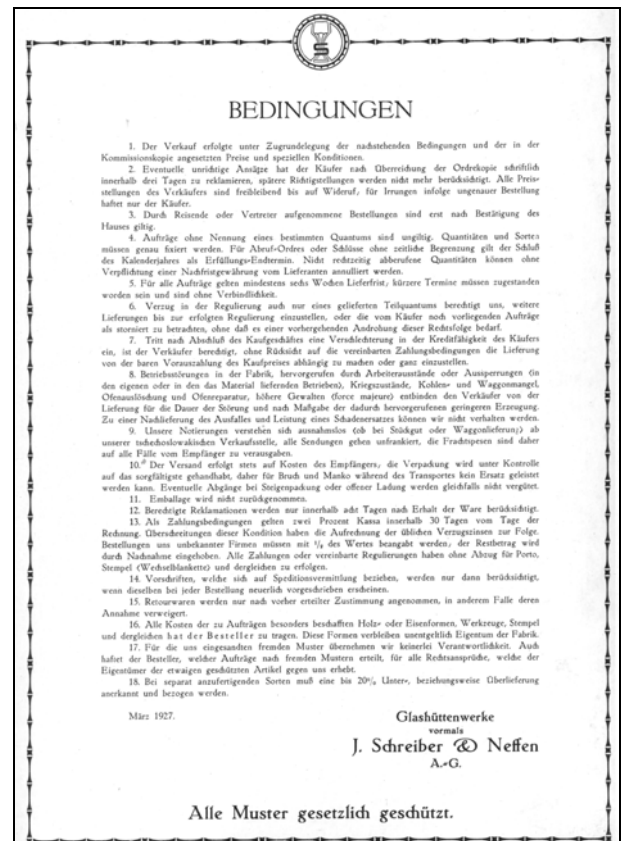 BEDINGUNGEN
1. Der Verkauf erfolgte unter Zugrundelegung der nachstehenden Bedingungen und der in der
Kommissionskopie angesetzten Preise und speziellen Konditionen.
2. Eventuelle unrichtige Ansätze hat der Käufer nach Überreichung der Ordrekopie schriftlich
innerhalb drei Tagen zu reklamieren, spätere Richtigstellungen werden nicht mehr berücksichtigt. Alle Preis-
stellungen des Verkäufers sind freibleibend bis auf Wideruf, für Irrungen infolge ungenauer Bestellung
haftet nur der Käufer.
3. Durch Reisende oder Vertreter aufgenommene Bestellungen sind erst nach Bestätigung des
Hauses giltig.
4. Aufträge ohne Nennung eines bestimmten Quantums sind ungiltig. Quantitäten und Sorten
müssen genau fixiert werden. Für Abruf-Ordres oder Schlüsse ohne zeitliche Begrenzung gilt der Schluß
des Kalenderjahres als Erfüllungs-Endtermin. Nicht rechtzeitig abberufene Quantitäten können ohne
Verpflichtung einer Nachfristgewährung vom Lieferanten annulliert werden.
5. Für alle Aufträge gelten mindestens sechs Wochen Lieferfrist, kürzere Termine müssen zugestanden
worden sein und sind ohne Verbindlichkeit.
6. Verzug in der Regulierung auch nur eines gelieferten Teilquantums berechtigt uns, weitere
Lieferungen bis zur erfolgten Regulierung einzustellen, oder die vom Käufer noch vorliegenden Aufträge
als storniert zu betrachten, ohne daß es einer vorhergehenden Androhung dieser Rechtsfolge bedarf.
7. Tritt nach Abschluß des Kaufgeschäftes eine Verschlechterung in der Kreditfähigkeit des Käufers
ein, ist der Verkäufer berechtigt, ohne Rücksicht auf die vereinbarten Zahlungsbedingungen die Lieferung
von der baren Vorauszahlung des Kaufpreises abhängig zu machen oder ganz einzustellen.
8. Betriebsstörungen in der Fabrik, hervorgerufen durch Arbeiterausstände oder Aussperrungen (in
den eigenen oder in den das Material liefernden Betrieben), Kriegszustände, Kohlen- und Waggonmangel,
Ofenauslöschung und Ofenreparatur, höhere Gewalten (force majeure) entbinden den Verkäufer von der
Lieferung für die Dauer der Störung und nach Maßgabe der dadurch hervorgerufenen geringeren Erzeugung.
Zu einer Nachlieferung des Ausfalles und Leistung eines Schadenersatzes können wir nicht verhalten werden.
9. Unsere Notierungen verstehen sich ausnahmslos (ob bei Stückgut oder Waggonlieferung) ab
unserer tschechoslowakischen Verkaufsstelle, alle Sendungen gehen unfrankiert, die Frachtspesen sind daher
auf alle Fälle vom Empfänger zu verausgaben.
10. Der Versand erfolgt stets auf Kosten des Empfängers, die Verpackung wird unter Kontrolle
auf das sorgfältigste gehandhabt, daher für Bruch und Manko während des Transportes kein Ersatz geleistet
werden kann. Eventuelle Abgänge bei Steigenpackung oder offener Ladung werden gleichfalls nicht vergütet.
11. Emballage wird nicht zurückgenommen.
12. Berechtigte Reklamationen werden nur innerhalb acht Tagen nach Erhalt der Ware berücksichtigt.
13. Als Zahlungsbedingungen gelten zwei Prozent Kassa innerhalb 30 Tagen vom Tage der
Rechnung. Überschreitungen dieser Kondition haben die Aufrechnung der üblichen Verzugszinsen zur Folge.
Bestellungen uns unbekannter Firmen müssen mit des Wertes beangabt werden, der Restbetrag wird
durch Nachnahme eingehoben. Alle Zahlungen oder vereinbarte Regulierungen haben ohne Abzug für Porto,
Stempel (Wechselblankette) und dergleichen zu erfolgen.
14. Vorschriften, welche sich auf Speditionsvermittlung beziehen, werden nur dann berücksichtigt,
wenn dieselben bei jeder Bestellung neuerlich vorgeschrieben erscheinen.
15. Retourwaren werden nur nach vorher erteilter Zustimmung angenommen, in anderem Falle deren
Annahme verweigert.
16. Alle Kosten der zu Aufträgen besonders beschafften Holz- oder Eisenformen, Werkzeuge, Stempel
und dergleichen hat der Besteller zu tragen. Diese Formen verbleiben unentgeltlich Eigentum der Fabrik.
17. Für die uns eingesandten fremden Muster übernehmen wir keinerlei Verantwortlichkeit. Auch
haftet der Besteller, welcher Aufträge nach fremden Mustern erteilt, für alle Rechtsansprüche, welche der
Eigentümer der etwaigen geschützten Artikel gegen uns erhebt.
18. Bei separat anzufertigenden Sorten muß eine bis 20% Unter-, beziehungsweise Überlieferung
anerkannt und bezogen werden.
März 1927.
Glashüttenwerke
vormals
J. Schreiber & Neffen
A.-G.
Alle Muster gesetzlich geschützt.